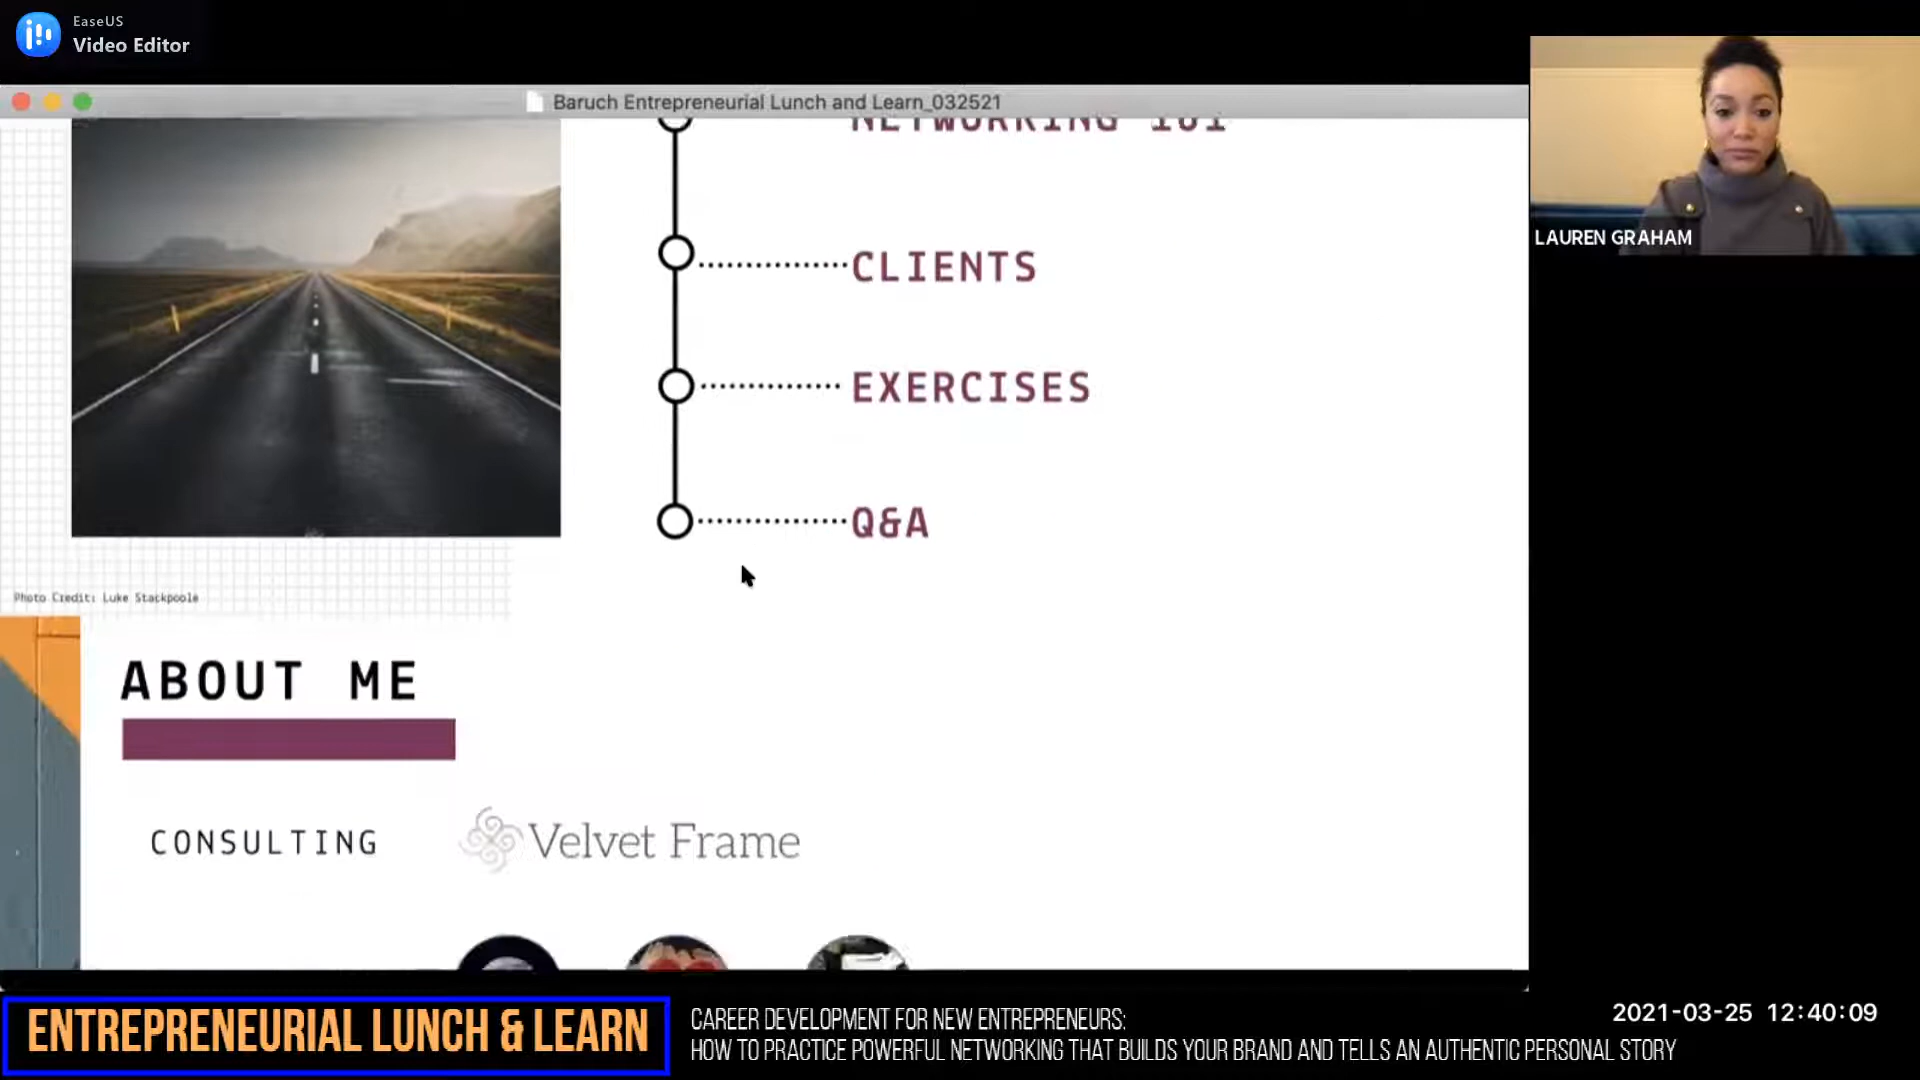 EaseUS
Video Editor
Baruch Entrepreneurial Lunch and Learn_032521
NETWORKING 101
CLIENTS
EXERCISES
Q&A
Photo Credit: Luke Stackpoole
ABOUT ME
CONSULTING
Velvet Frame
LAUREN GRAHAM
ENTREPRENEURIAL LUNCH & LEARN
CAREER DEVELOPMENT FOR NEW ENTREPRENEURS:
HOW TO PRACTICE POWERFUL NETWORKING THAT BUILDS YOUR BRAND AND TELLS AN AUTHENTIC PERSONAL STORY
2021-03-25 12:40:09